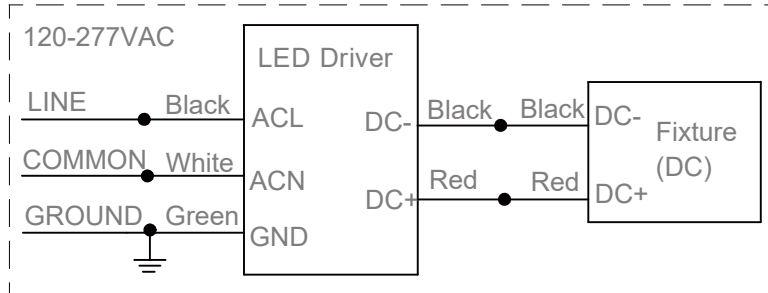 120-277VAC
LED Driver
LINE Black ACL DC- Black Black DC-
Fixture
(DC)
COMMON White ACN DC+ Red Red DC+
GROUND Green GND